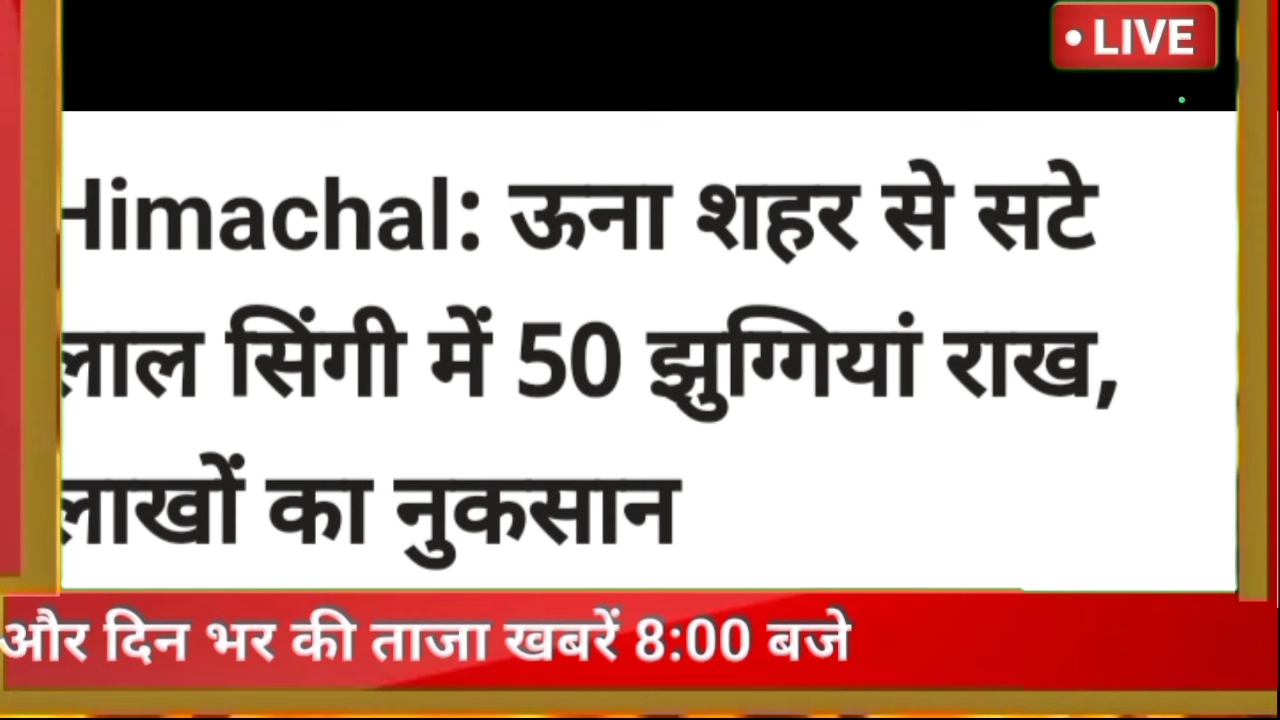 LIVE
Himachal: ऊना शहर से सटे
लाल सिंगी में 50 झुग्गियां राख,
लाखों का नुकसान
और दिन भर की ताजा खबरें 8:00 बजे